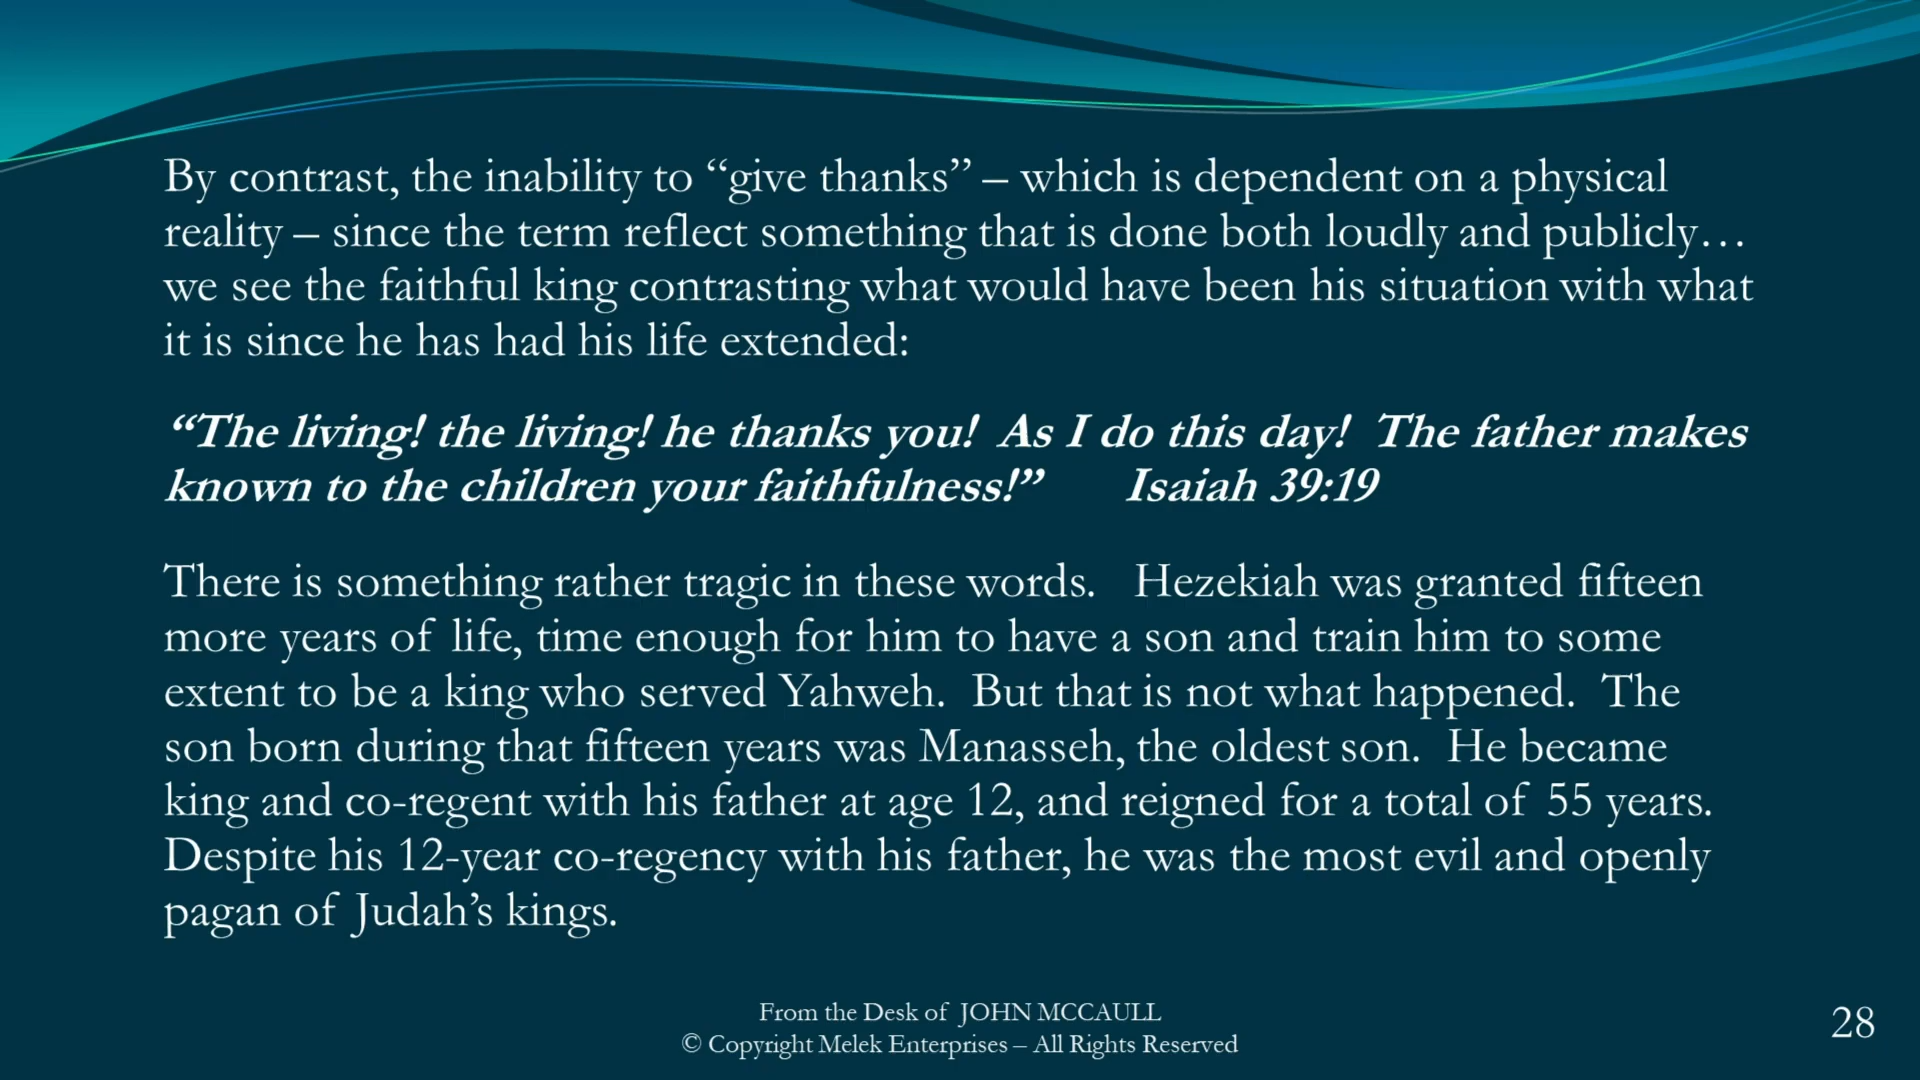 By contrast, the inability to “give thanks” – which is dependent on a physical
reality – since the term reflect something that is done both loudly and publicly…
we see the faithful king contrasting what would have been his situation with what
it is since he has had his life extended:
“The living! the living! he thanks you! As I do this day! The father makes
known to the children your faithfulness!” Isaiah 39:19
There is something rather tragic in these words. Hezekiah was granted fifteen
more years of life, time enough for him to have a son and train him to some
extent to be a king who served Yahweh. But that is not what happened. The
son born during that fifteen years was Manasseh, the oldest son. He became
king and co-regent with his father at age 12, and reigned for a total of 55 years.
Despite his 12-year co-regency with his father, he was the most evil and openly
pagan of Judah’s kings.
From the Desk of JOHN MCCAULL
© Copyright Melek Enterprises – All Rights Reserved
28